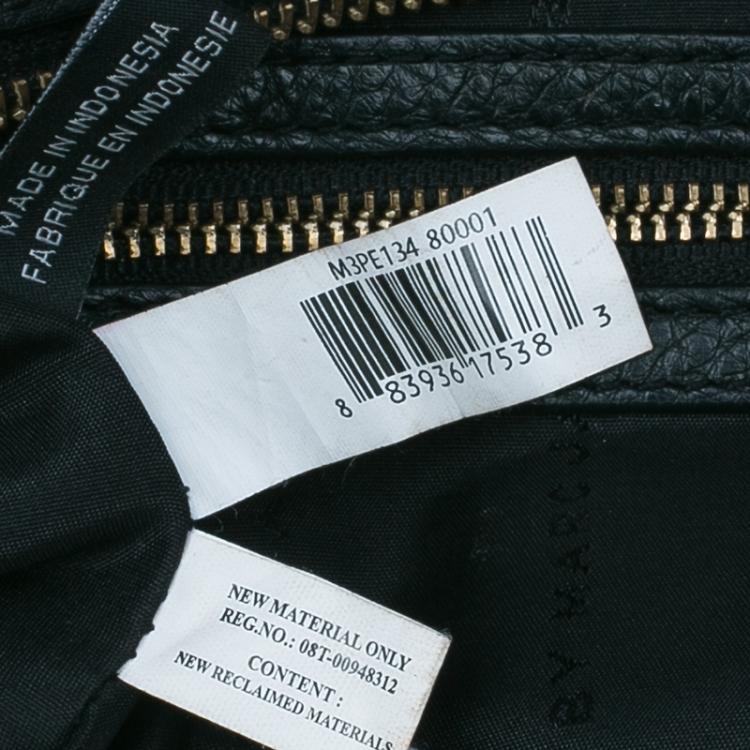 MADE IN INDONESIA
FABRIQUE EN INDONESIE
M3PE134 80001
8 83936 17538 3
NEW MATERIAL ONLY
REG.NO.: 08T-00948312
CONTENT :
NEW RECLAIMED MATERIALS
BY MARC J